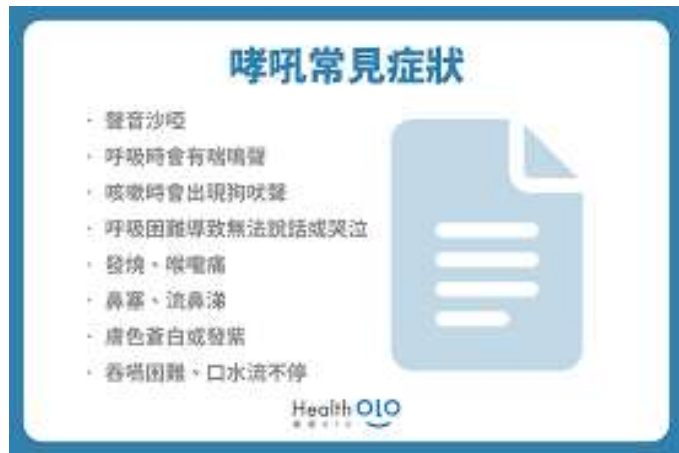 哮吼常見症狀
· 聲音沙啞
· 呼吸時會有喘鳴聲
· 咳嗽時會出現狗吠聲
· 呼吸困難導致無法說話或哭泣
· 發燒、喉嚨痛
· 鼻塞、流鼻涕
· 膚色蒼白或發紫
· 吞嚥困難、口水流不停
Health OLO